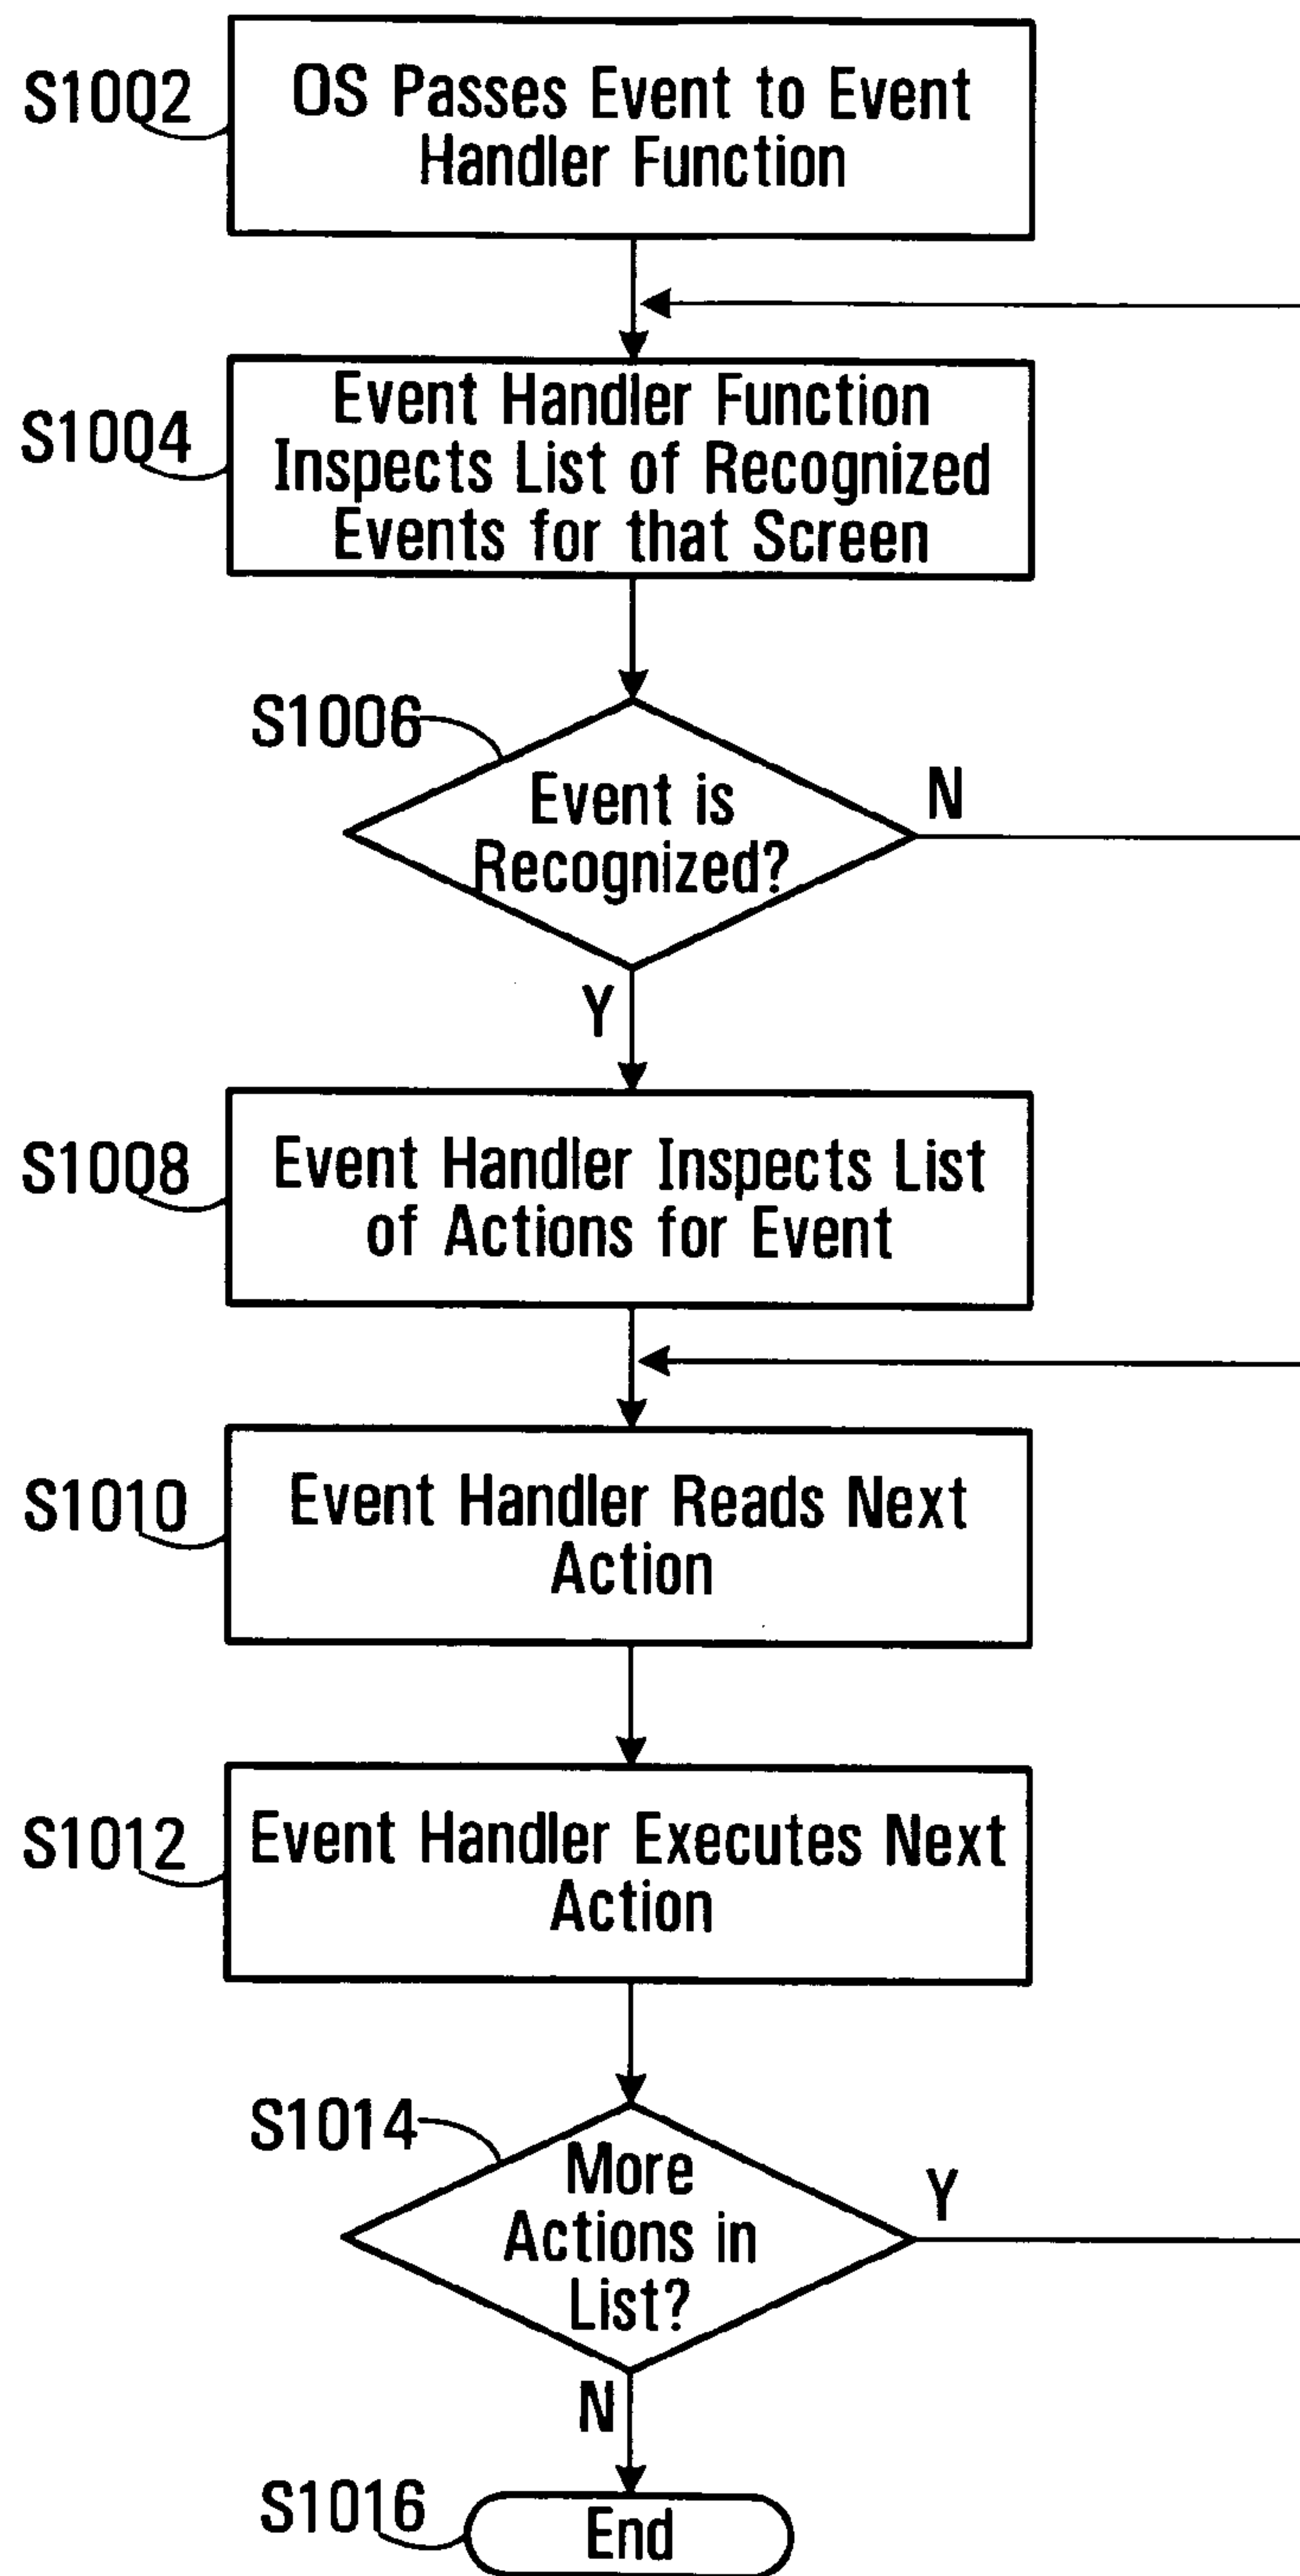 S1002
OS Passes Event to Event
Handler Function
S1004
Event Handler Function
Inspects List of Recognized
Events for that Screen
S1006
Event is
Recognized?
N
Y
S1008
Event Handler Inspects List
of Actions for Event
S1010
Event Handler Reads Next
Action
S1012
Event Handler Executes Next
Action
S1014
More
Actions in
List?
Y
N
S1016
End